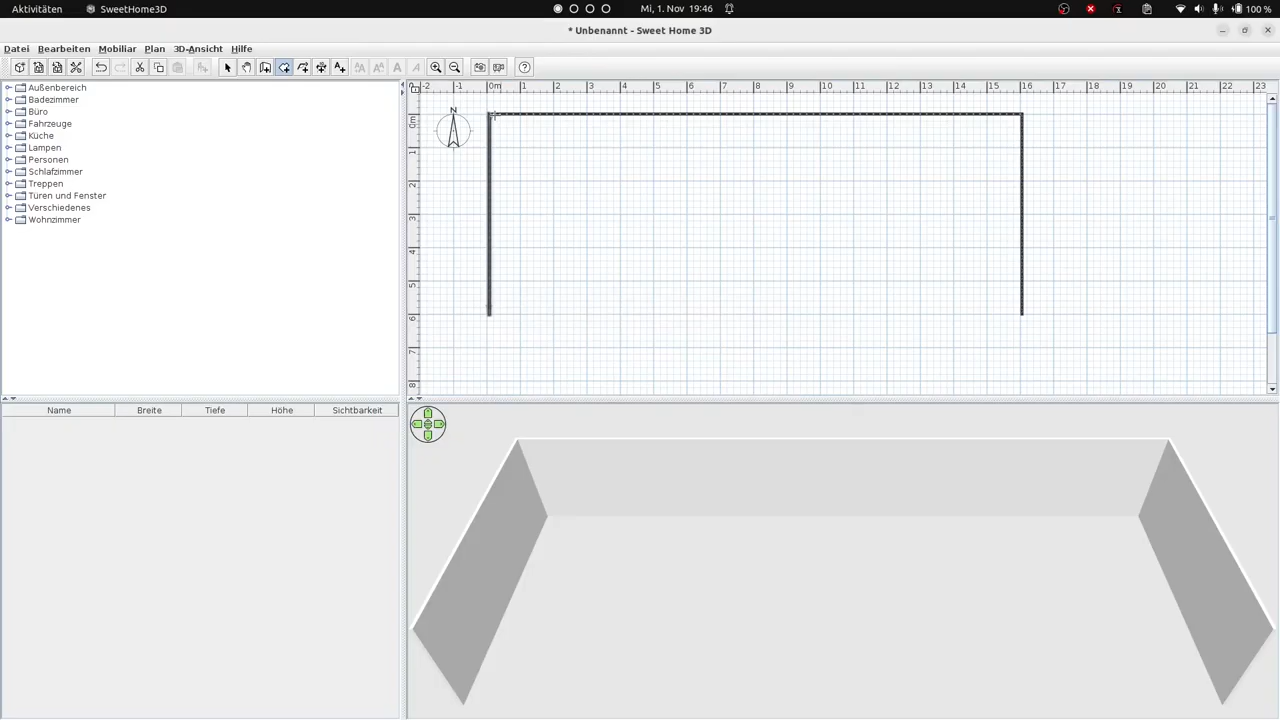 Aktivitäten SweetHome3D Mi, 1. Nov 19:46 100 %
* Unbenannt - Sweet Home 3D
Datei Bearbeiten Mobiliar Plan 3D-Ansicht Hilfe
-2 -1 0m 1 2 3 4 5 6 7 8 9 10 11 12 13 14 15 16 17 18 19 20 21 22 23
Außenbereich
Badezimmer
Büro
Fahrzeuge
Küche
Lampen
Personen
Schlafzimmer
Treppen
Türen und Fenster
Verschiedenes
Wohnzimmer
N
0m
1
2
3
4
5
6
7
8
Name Breite Tiefe Höhe Sichtbarkeit